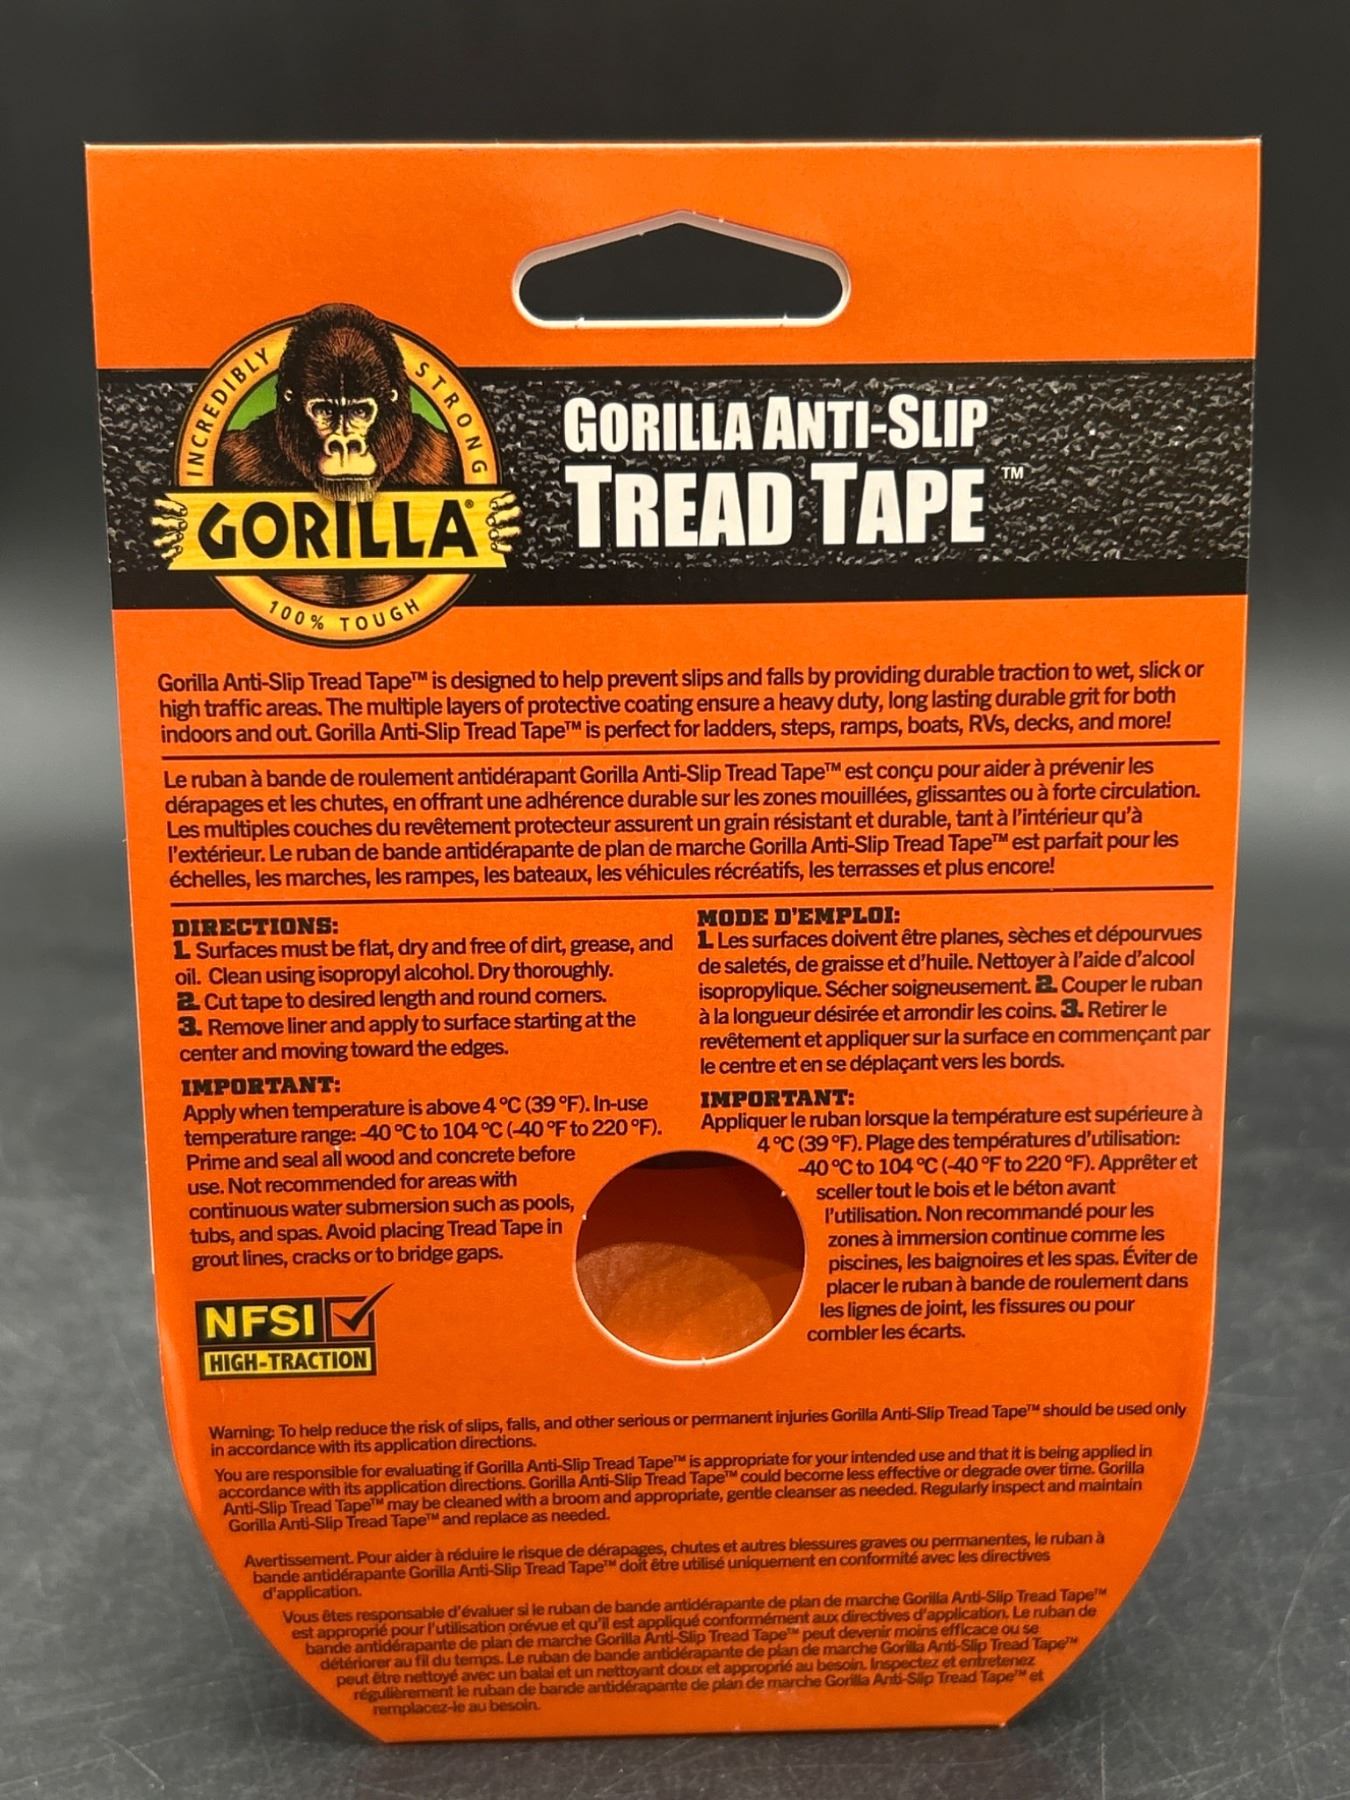 INCREDIBLY STRONG
GORILLA®
100% TOUGH
GORILLA ANTI-SLIP
TREAD TAPE™
Gorilla Anti-Slip Tread Tape™ is designed to help prevent slips and falls by providing durable traction to wet, slick or
high traffic areas. The multiple layers of protective coating ensure a heavy duty, long lasting durable grit for both
indoors and out. Gorilla Anti-Slip Tread Tape™ is perfect for ladders, steps, ramps, boats, RVs, decks, and more!
Le ruban à bande de roulement antidérapant Gorilla Anti-Slip Tread Tape™ est conçu pour aider à prévenir les
dérapages et les chutes, en offrant une adhérence durable sur les zones mouillées, glissantes ou à forte circulation.
Les multiples couches du revêtement protecteur assurent un grain résistant et durable, tant à l'intérieur qu'à
l'extérieur. Le ruban de bande antidérapante de plan de marche Gorilla Anti-Slip Tread Tape™ est parfait pour les
échelles, les marches, les rampes, les bateaux, les véhicules récréatifs, les terrasses et plus encore!
DIRECTIONS:
1. Surfaces must be flat, dry and free of dirt, grease, and
oil. Clean using isopropyl alcohol. Dry thoroughly.
2. Cut tape to desired length and round corners.
3. Remove liner and apply to surface starting at the
center and moving toward the edges.
IMPORTANT:
Apply when temperature is above 4 °C (39 °F). In-use
temperature range: -40 °C to 104 °C (-40 °F to 220 °F).
Prime and seal all wood and concrete before
use. Not recommended for areas with
continuous water submersion such as pools,
tubs, and spas. Avoid placing Tread Tape in
grout lines, cracks or to bridge gaps.
NFSI
HIGH-TRACTION
MODE D'EMPLOI:
1. Les surfaces doivent être planes, sèches et dépourvues
de saletés, de graisse et d'huile. Nettoyer à l'aide d'alcool
isopropylique. Sécher soigneusement. 2. Couper le ruban
à la longueur désirée et arrondir les coins. 3. Retirer le
revêtement et appliquer sur la surface en commençant par
le centre et en se déplaçant vers les bords.
IMPORTANT:
Appliquer le ruban lorsque la température est supérieure à
4 °C (39 °F). Plage des températures d'utilisation:
-40 °C to 104 °C (-40 °F to 220 °F). Apprêter et
sceller tout le bois et le béton avant
l'utilisation. Non recommandé pour les
zones à immersion continue comme les
piscines, les baignoires et les spas. Éviter de
placer le ruban à bande de roulement dans
les lignes de joint, les fissures ou pour
combler les écarts.
Warning: To help reduce the risk of slips, falls, and other serious or permanent injuries Gorilla Anti-Slip Tread Tape™ should be used only
in accordance with its application directions.
You are responsible for evaluating if Gorilla Anti-Slip Tread Tape™ is appropriate for your intended use and that it is being applied in
accordance with its application directions. Gorilla Anti-Slip Tread Tape™ could become less effective or degrade over time. Gorilla
Anti-Slip Tread Tape™ may be cleaned with a broom and appropriate, gentle cleanser as needed. Regularly inspect and maintain
Gorilla Anti-Slip Tread Tape™ and replace as needed.
Avertissement. Pour aider à réduire le risque de dérapages, chutes et autres blessures graves ou permanentes, le ruban à
bande antidérapante Gorilla Anti-Slip Tread Tape™ doit être utilisé uniquement en conformité avec les directives
d'application.
Vous êtes responsable d'évaluer si le ruban de bande antidérapante de plan de marche Gorilla Anti-Slip Tread Tape™
est approprié pour l'utilisation prévue et qu'il est appliqué conformément aux directives d'application. Le ruban de
bande antidérapante de plan de marche Gorilla Anti-Slip Tread Tape™ peut devenir moins efficace ou se
détériorer au fil du temps. Le ruban de bande antidérapante de plan de marche Gorilla Anti-Slip Tread Tape™
peut être nettoyé avec un balai et un nettoyant doux et approprié au besoin. Inspectez et entretenez
régulièrement le ruban de bande antidérapante de plan de marche Gorilla Anti-Slip Tread Tape™ et
remplacez-le au besoin.